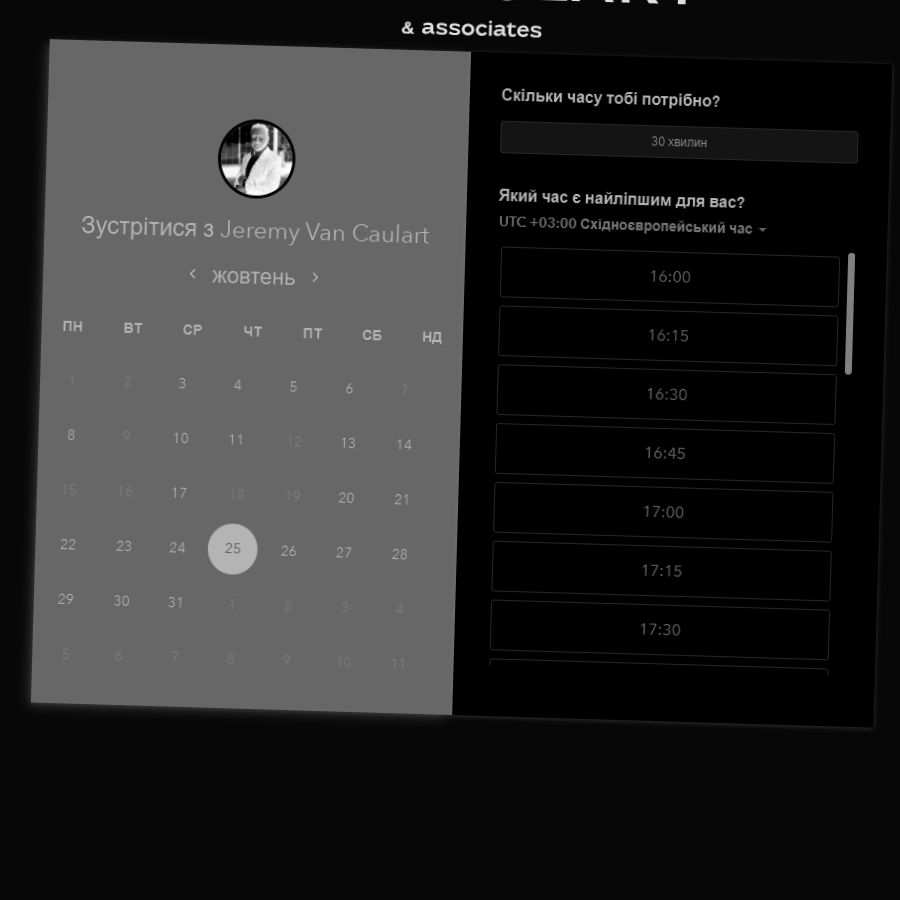 & associates
Зустрітися з Jeremy Van Caulart
жовтень
ПН ВТ СР ЧТ ПТ СБ НД
1 2 3 4 5 6 7
8 9 10 11 12 13 14
15 16 17 18 19 20 21
22 23 24 25 26 27 28
29 30 31 1 2 3 4
5 6 7 8 9 10 11
Скільки часу тобі потрібно?
30 хвилин
Який час є найліпшим для вас?
UTC +03:00 Східноєвропейський час
16:00
16:15
16:30
16:45
17:00
17:15
17:30